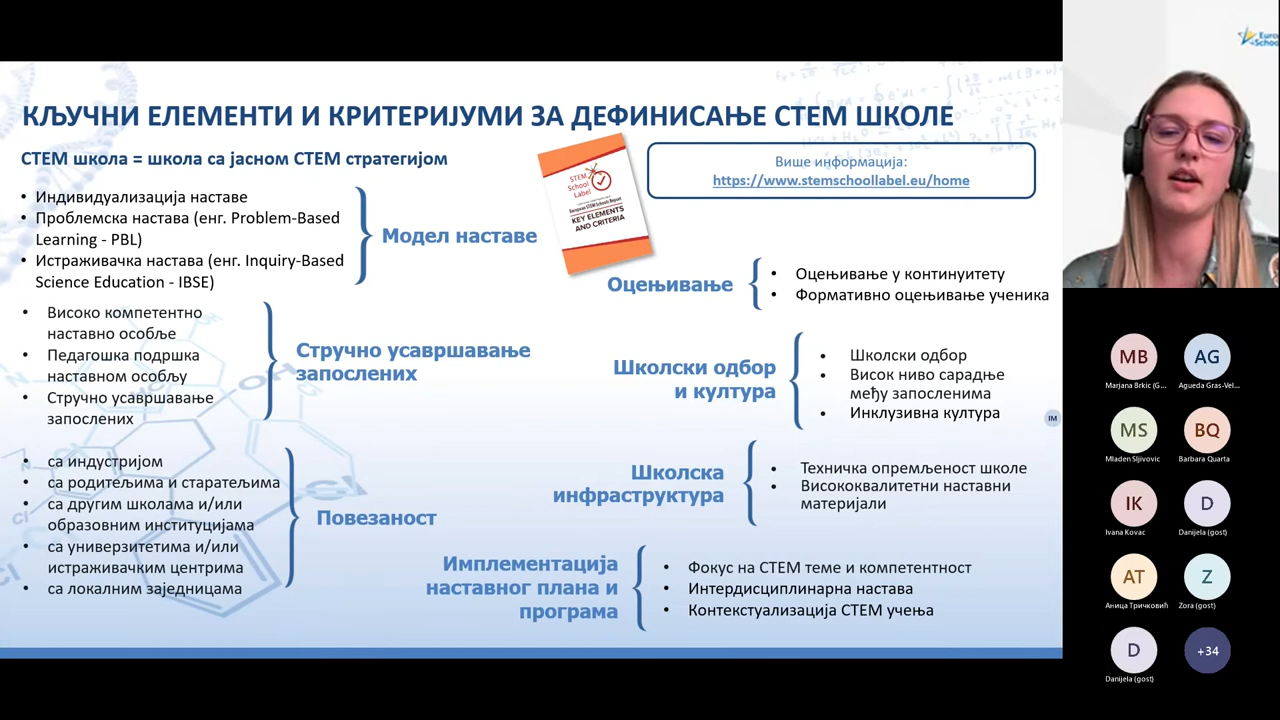 КЉУЧНИ ЕЛЕМЕНТИ И КРИТЕРИЈУМИ ЗА ДЕФИНИСАЊЕ СТЕМ ШКОЛЕ
СТЕМ школа = школа са јасном СТЕМ стратегијом
• Индивидуализација наставе
• Проблемска настава (енг. Problem-Based
Learning - PBL)
• Истраживачка настава (енг. Inquiry-Based
Science Education - IBSE)
Модел наставе
• Високо компетентно
наставно особље
• Педагошка подршка
наставном особљу
• Стручно усавршавање
запослених
Стручно усавршавање
запослених
• са индустријом
• са родитељима и старатељима
• са другим школама и/или
образовним институцијама
• са универзитетима и/или
истраживачким центрима
• са локалним заједницама
Повезаност
STEM
School
Label
KEY ELEMENTS
AND CRITERIA
Више информација:
https://www.stemschoollabel.eu/home
Оцењивање
• Оцењивање у континуитету
• Формативно оцењивање ученика
Школски одбор
и култура
• Школски одбор
• Висок ниво сарадње
међу запосленима
• Инклузивна култура
Школска
инфраструктура
• Техничка опремљеност школе
• Висококвалитетни наставни
материјали
Имплементација
наставног плана и
програма
• Фокус на СТЕМ теме и компетентност
• Интердисциплинарна настава
• Контекстуализација СТЕМ учења
IM
MB
Marjana Brkic (G...
AG
Agueda Gras-Vel...
MS
Mladen Sljivovic
BQ
Barbara Quarta
IK
Ivana Kovac
D
Danijela (gost)
AT
Аница Тричковић
Z
Zora (gost)
D
Danijela (gost)
+34